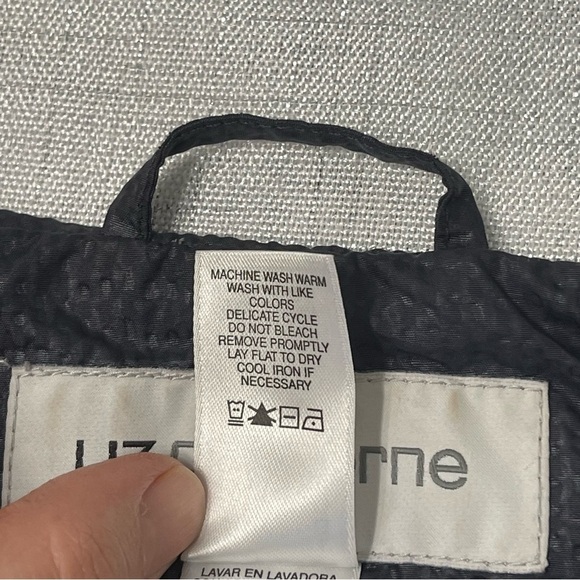 MACHINE WASH WARM
WASH WITH LIKE
COLORS
DELICATE CYCLE
DO NOT BLEACH
REMOVE PROMPTLY
LAY FLAT TO DRY
COOL IRON IF
NECESSARY
LAVAR EN LAVADORA